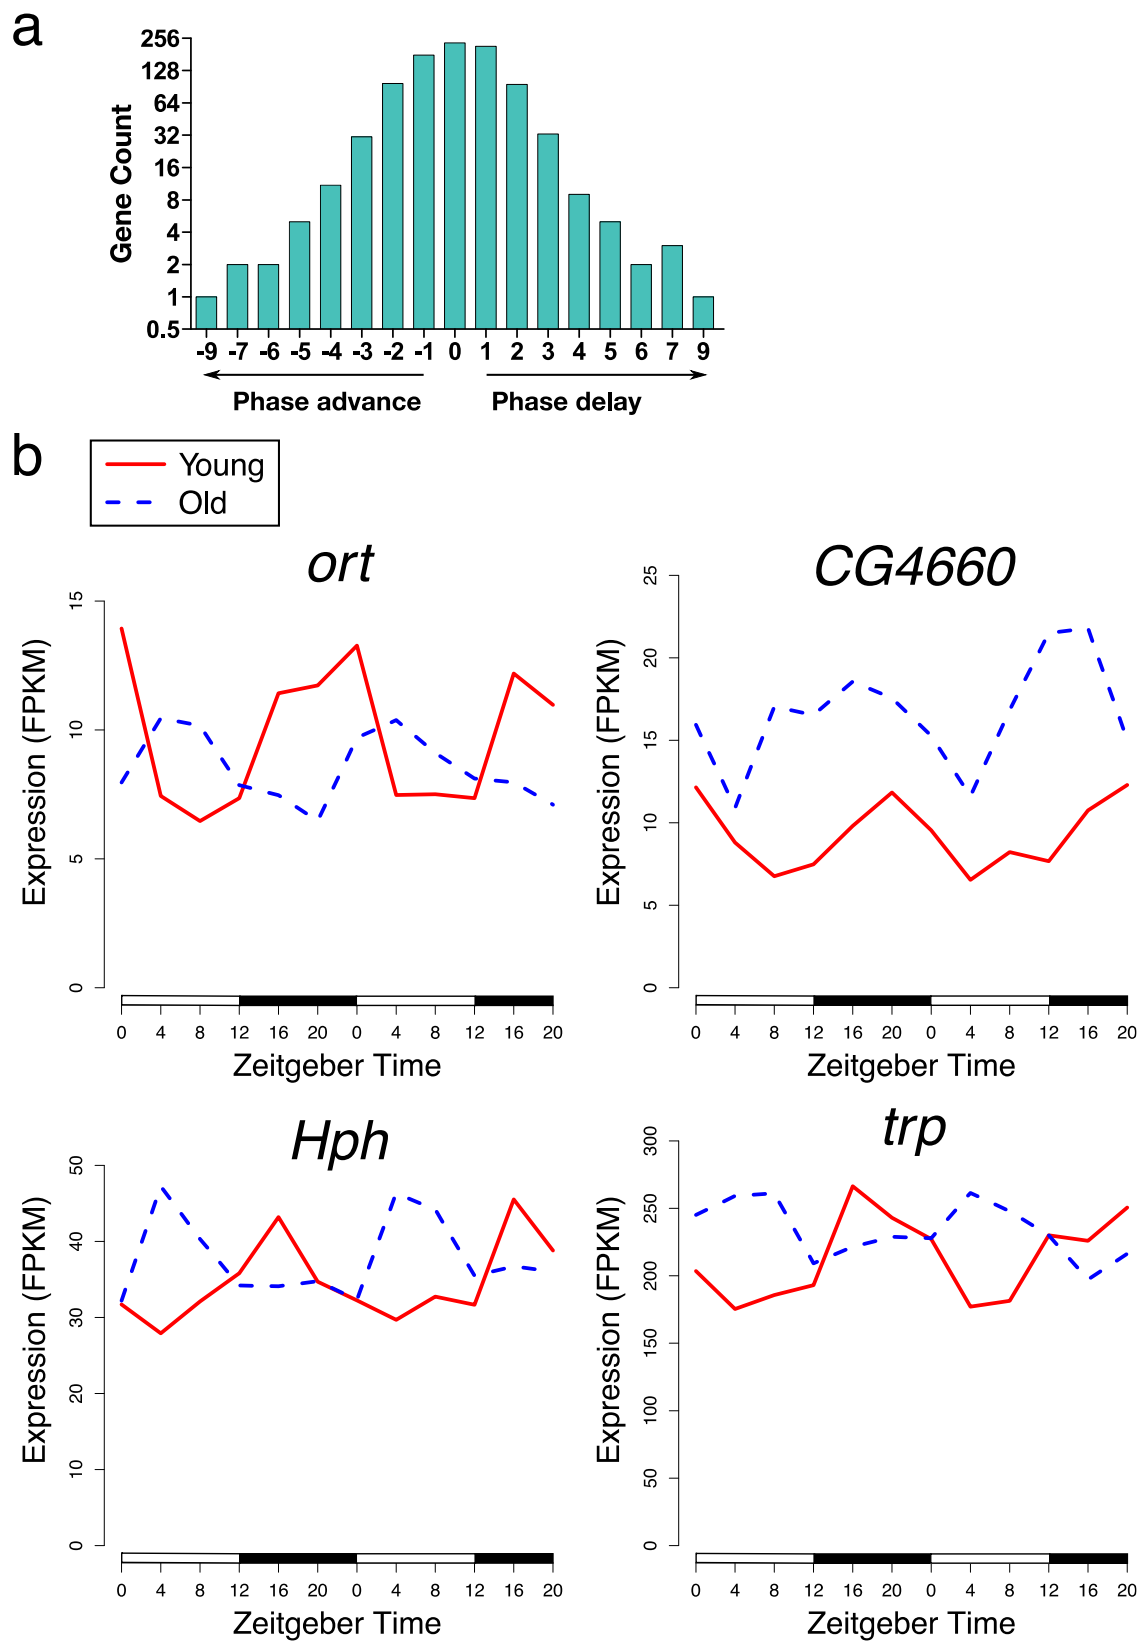 a
256
128
64
32
16
8
4
2
1
0.5
Gene Count
-9 -7 -6 -5 -4 -3 -2 -1 0 1 2 3 4 5 6 7 9
Phase advance Phase delay
b
Young
Old
ort
15
10
5
0
Expression (FPKM)
0 4 8 12 16 20 0 4 8 12 16 20
Zeitgeber Time
CG4660
25
20
15
10
5
0
Expression (FPKM)
0 4 8 12 16 20 0 4 8 12 16 20
Zeitgeber Time
Hph
50
40
30
20
10
0
Expression (FPKM)
0 4 8 12 16 20 0 4 8 12 16 20
Zeitgeber Time
trp
300
250
200
150
100
50
0
Expression (FPKM)
0 4 8 12 16 20 0 4 8 12 16 20
Zeitgeber Time